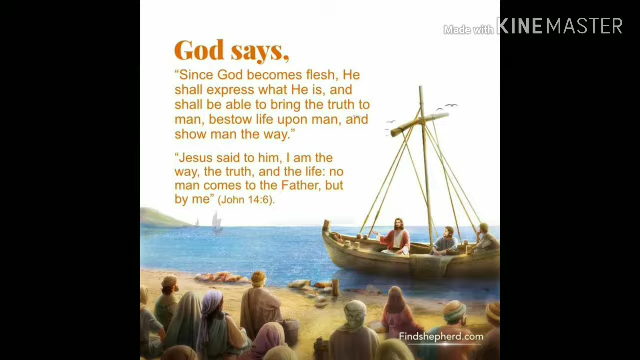 Made with KINEMASTER
God says,
“Since God becomes flesh, He
shall express what He is, and
shall be able to bring the truth to
man, bestow life upon man, and
show man the way.”
“Jesus said to him, I am the
way, the truth, and the life: no
man comes to the Father, but
by me” (John 14:6).
Findshepherd.com